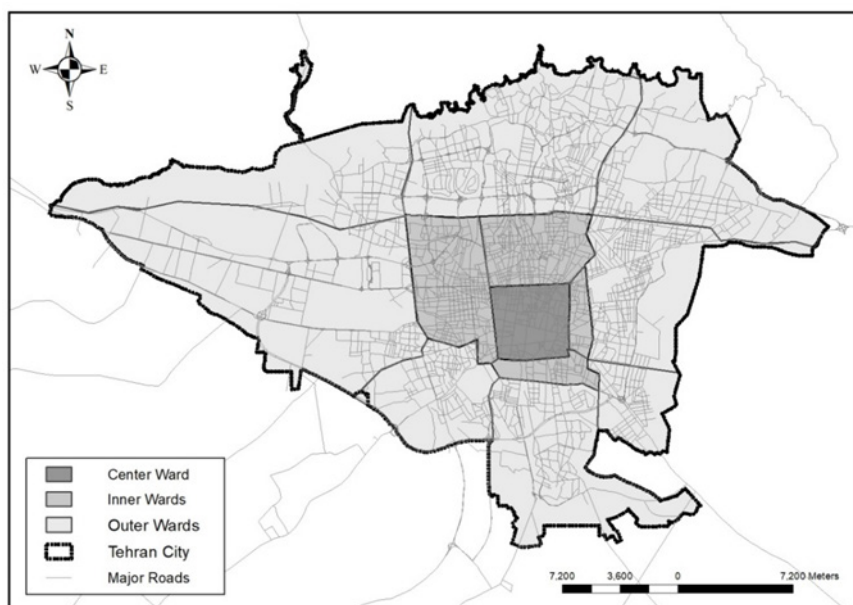 N
W E
S
Center Ward
Inner Wards
Outer Wards
Tehran City
Major Roads
7,200 3,600 0 7,200 Meters